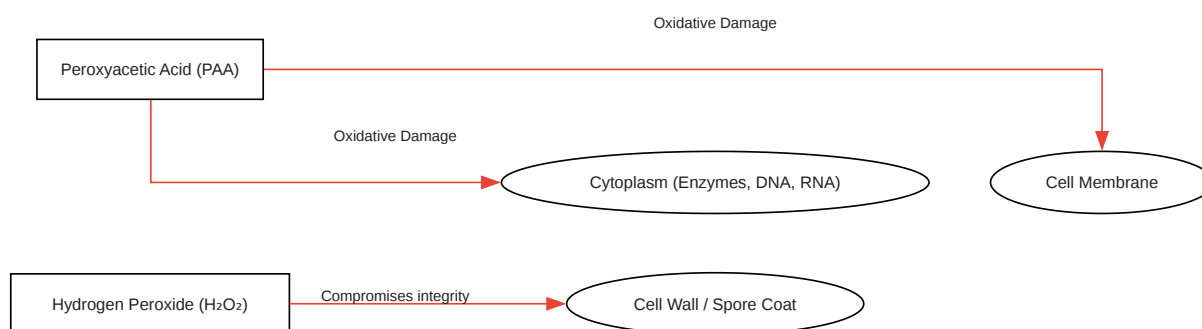 Oxidative Damage
Peroxyacetic Acid (PAA)
Oxidative Damage
Cytoplasm (Enzymes, DNA, RNA)
Cell Membrane
Hydrogen Peroxide (H₂O₂)
Compromises integrity
Cell Wall / Spore Coat